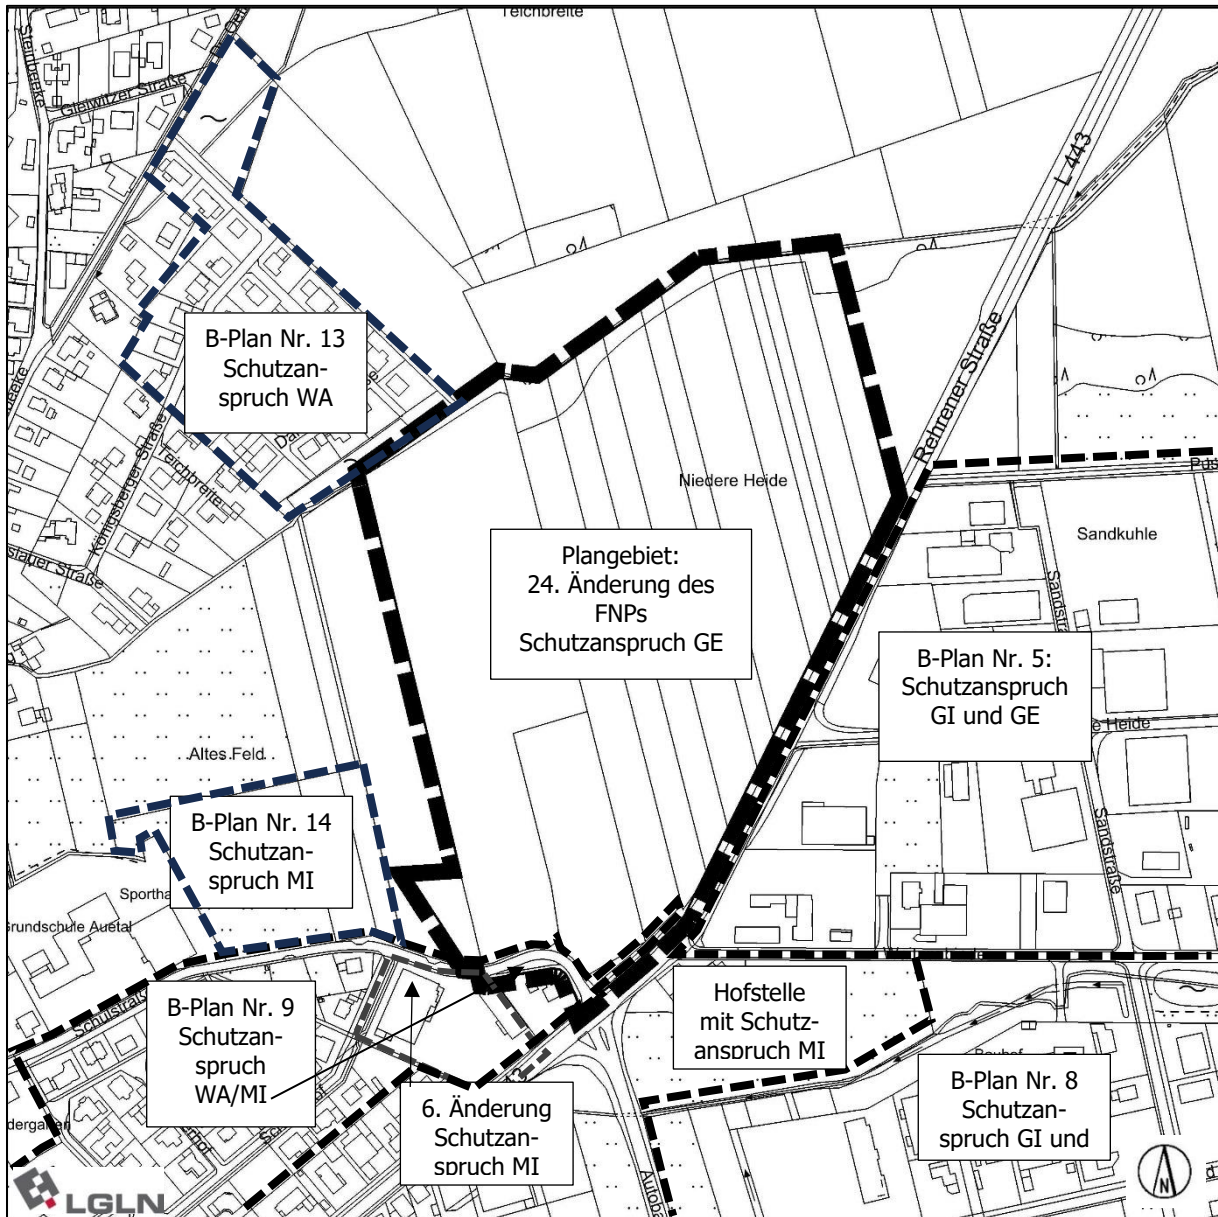 Teichbreite
Steinbeeke
Gleiwitzer Straße
L 443
B-Plan Nr. 13
Schutzan-
spruch WA
Rehrener Straße
Königsberger Straße
Teichbreite
Niedere Heide
Sandkuhle
Plangebiet:
24. Änderung des
FNPs
Schutzanspruch GE
B-Plan Nr. 5:
Schutzanspruch
GI und GE
e Heide
Altes Feld
B-Plan Nr. 14
Schutzan-
spruch MI
Sandstraße
Grundschule Auetal
B-Plan Nr. 9
Schutzan-
spruch
WA/MI
Hofstelle
mit Schutz-
anspruch MI
6. Änderung
Schutzan-
spruch MI
B-Plan Nr. 8
Schutzan-
spruch GI und
N
LGLN